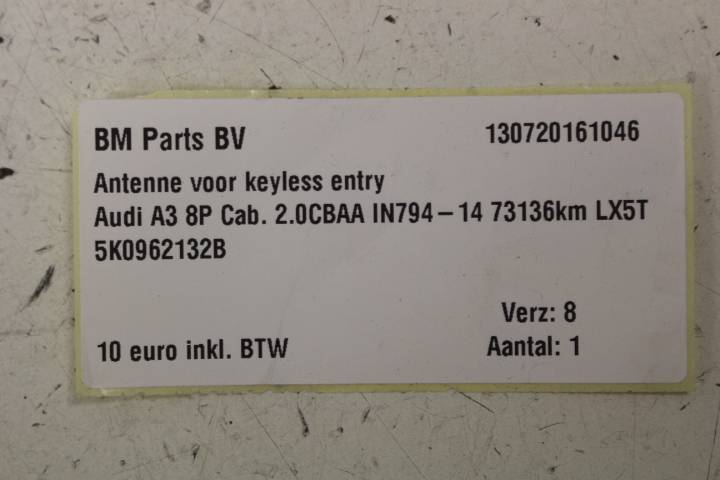 BM Parts BV 130720161046
Antenne voor keyless entry
Audi A3 8P Cab. 2.0CBAA IN794-14 73136km LX5T
5K0962132B
Verz: 8
10 euro inkl. BTW Aantal: 1